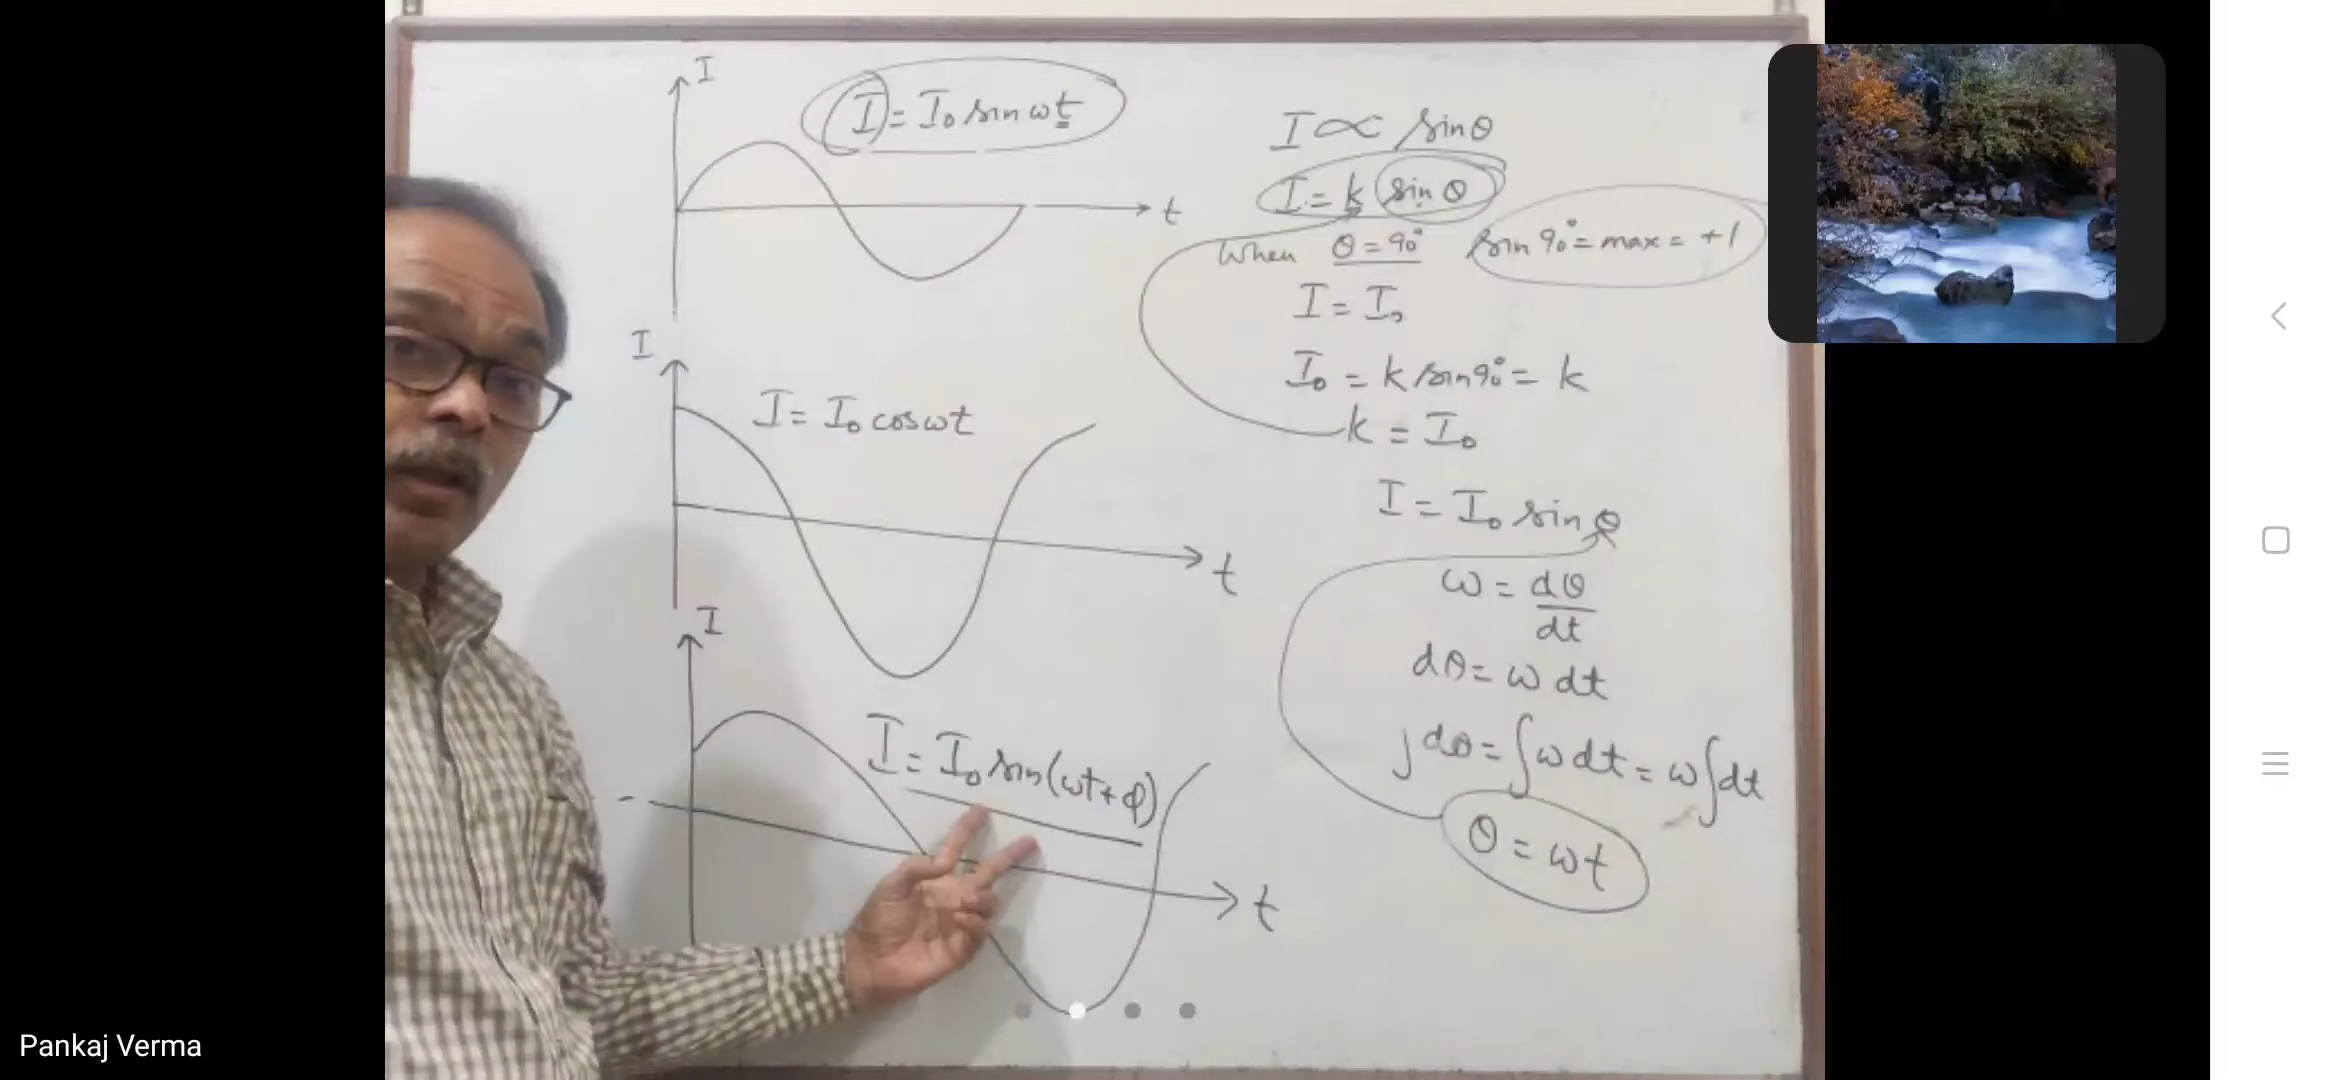 I
I = I₀ sin ωt
t
I
I = I₀ cos ωt
t
I
I = I₀ sin(ωt + φ)
t
I ∝ sin θ
I = k sin θ
When θ = 90° sin 90° = max = +1
I = I₀
I₀ = k sin 90° = k
k = I₀
I = I₀ sin θ
ω = dθ/dt
dθ = ω dt
∫dθ = ∫ω dt = ω∫dt
θ = ωt
Pankaj Verma